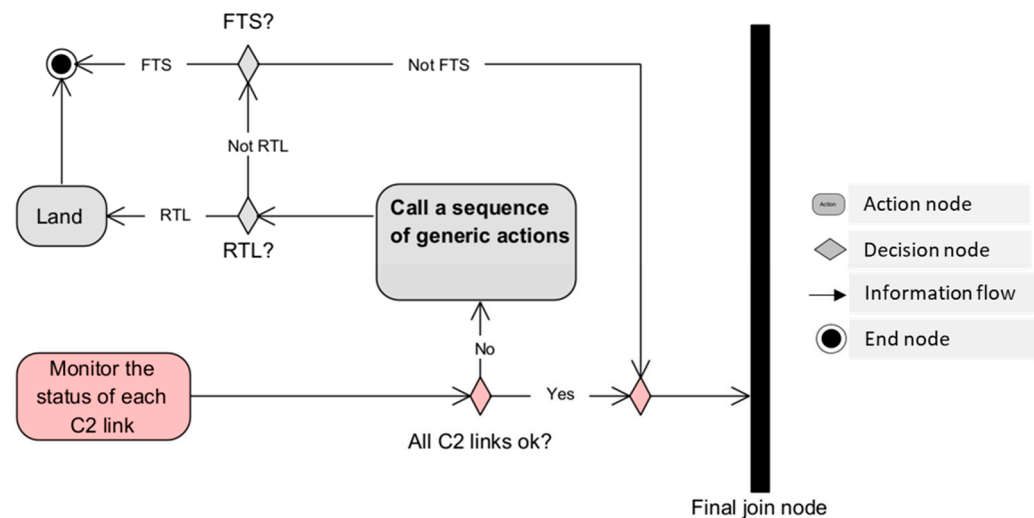 FTS?
FTS
Not FTS
Not RTL
Land
RTL
RTL?
Call a sequence
of generic actions
No
Monitor the
status of each
C2 link
Yes
All C2 links ok?
Final join node
Action
Action node
Decision node
Information flow
End node